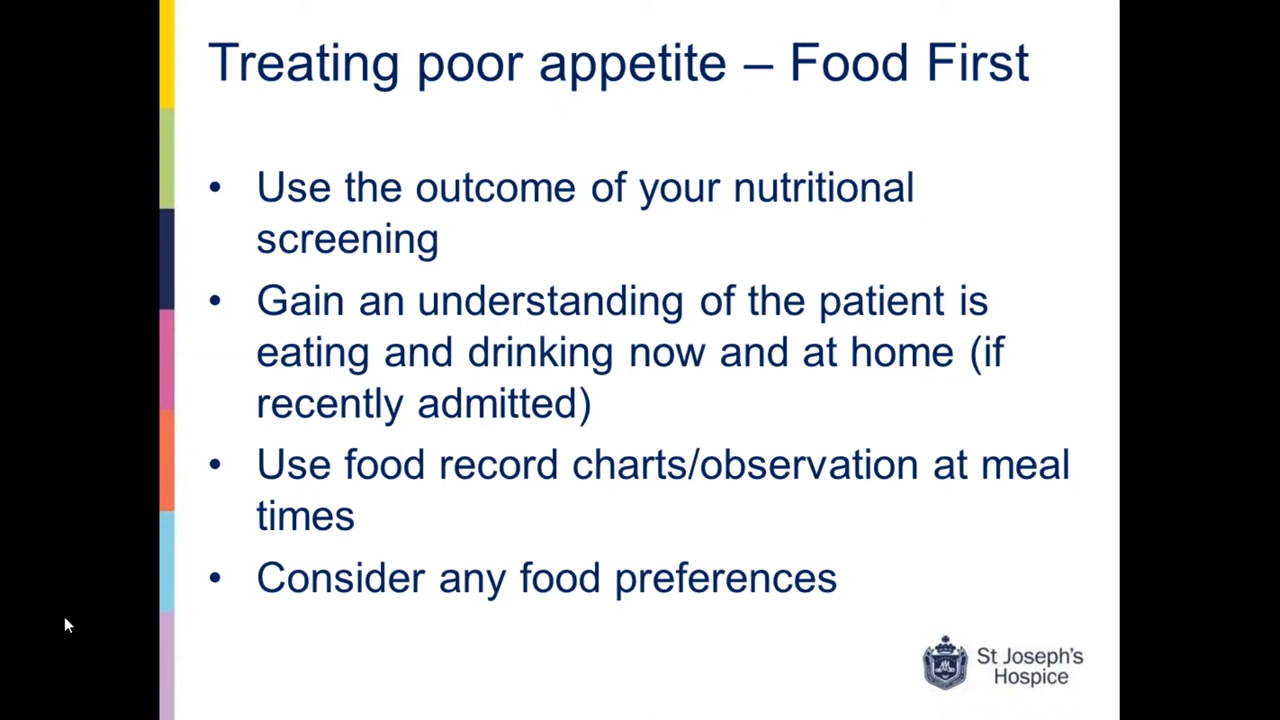 Treating poor appetite – Food First
• Use the outcome of your nutritional
screening
• Gain an understanding of the patient is
eating and drinking now and at home (if
recently admitted)
• Use food record charts/observation at meal
times
• Consider any food preferences
St Joseph's
Hospice